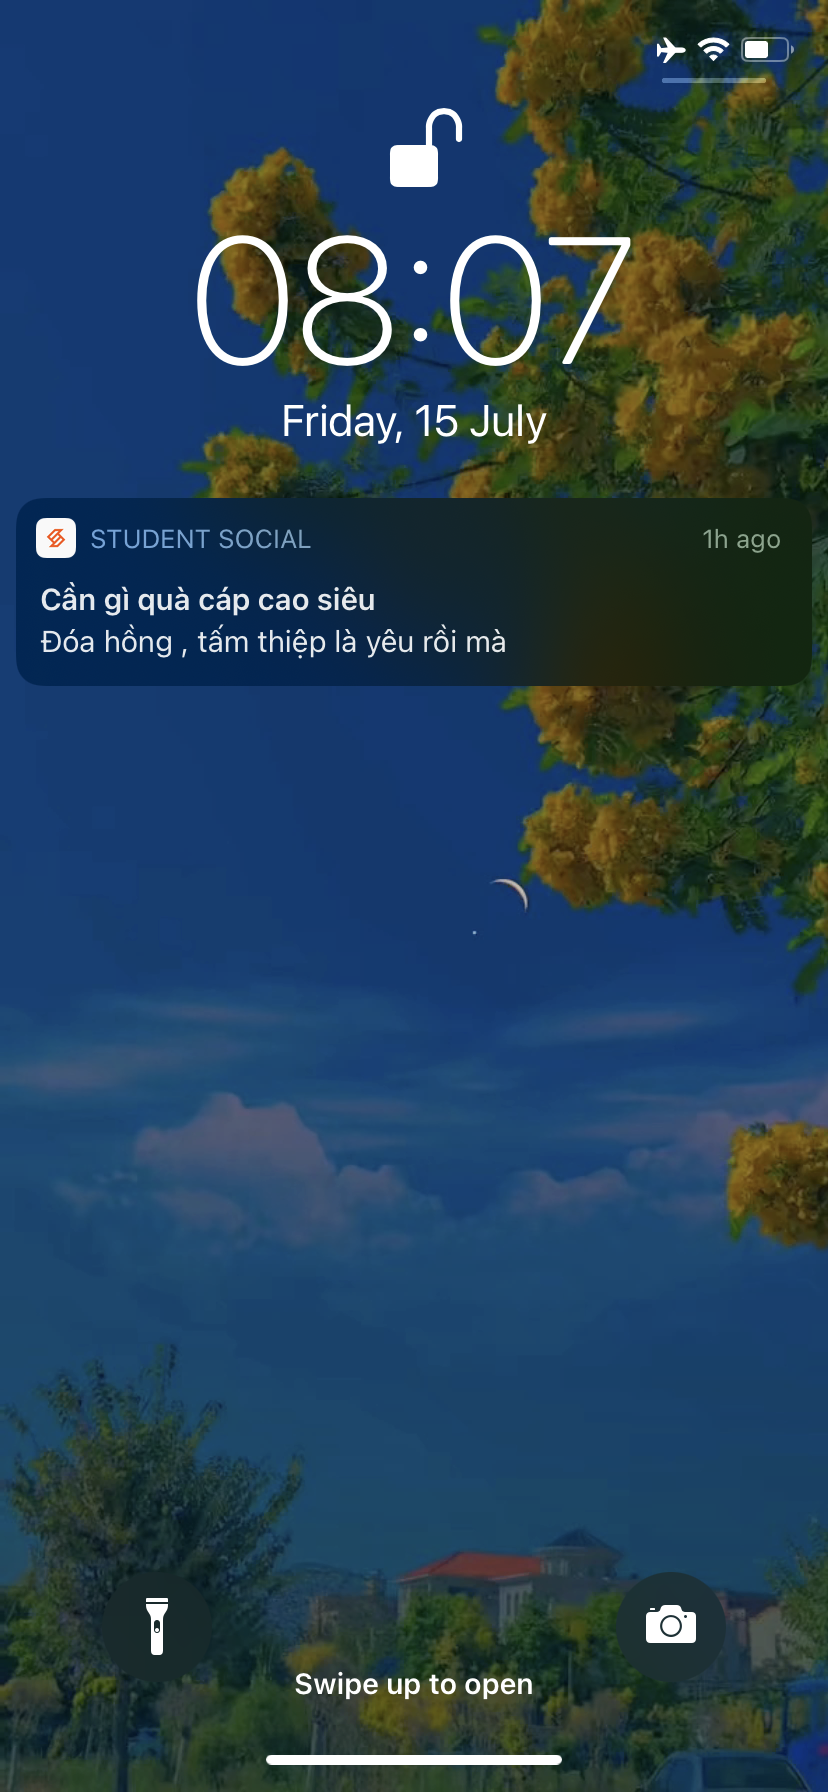 08:07
Friday, 15 July
STUDENT SOCIAL 1h ago
Cần gì quà cáp cao siêu
Đóa hồng , tấm thiệp là yêu rồi mà
Swipe up to open